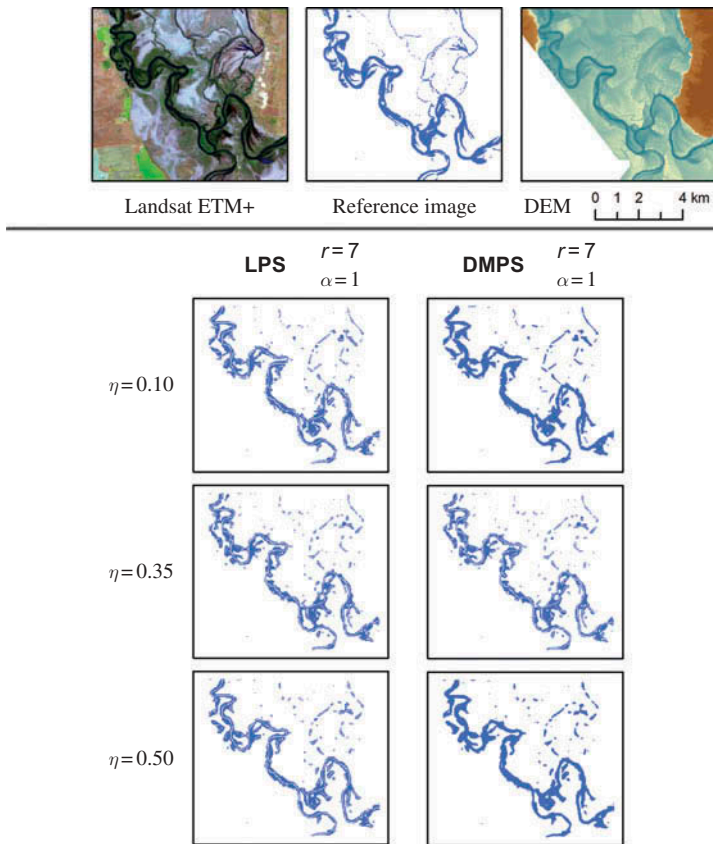 Landsat ETM+
Reference image
DEM
0 1 2 4 km
LPS r = 7 α = 1
DMPS r = 7 α = 1
η = 0.10
η = 0.35
η = 0.50